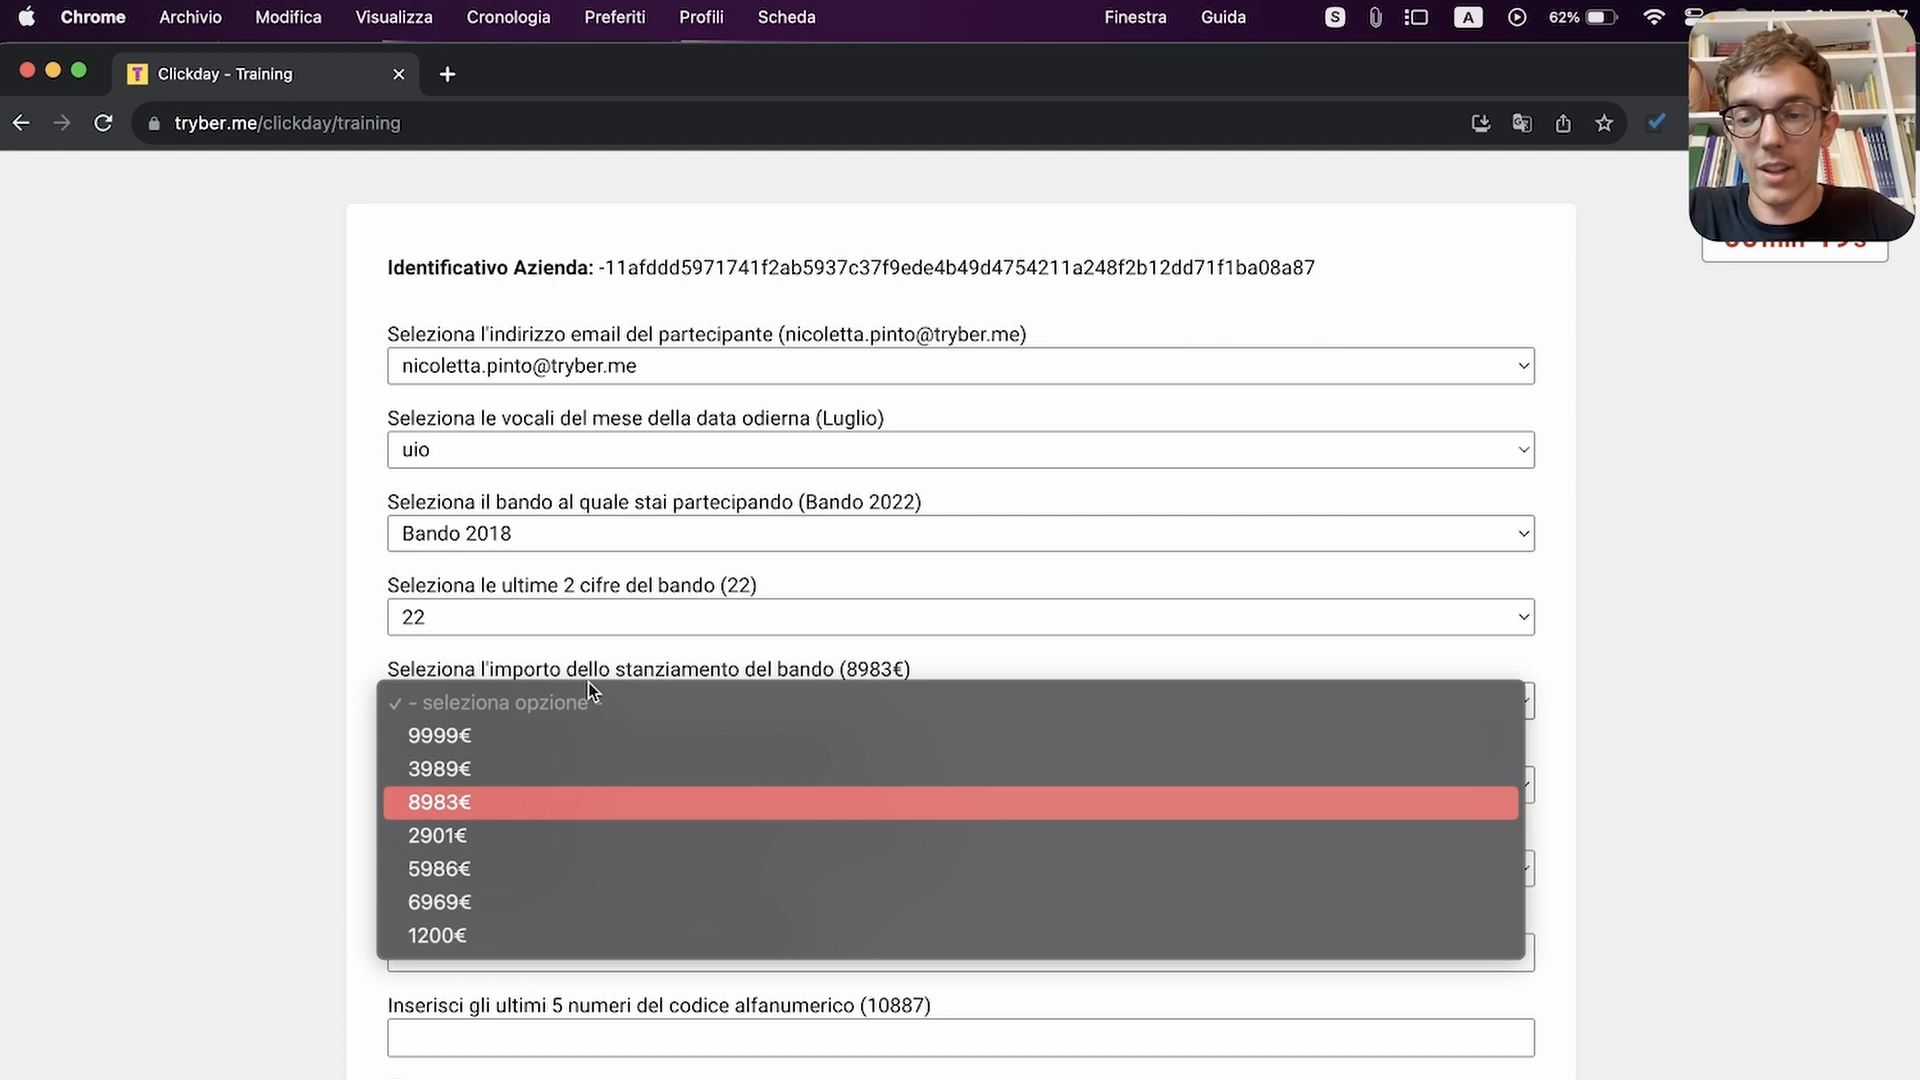 Chrome Archivio Modifica Visualizza Cronologia Preferiti Profili Scheda Finestra Guida S A 62%
T Clickday - Training
tryber.me/clickday/training
Identificativo Azienda: -11afddd5971741f2ab5937c37f9ede4b49d4754211a248f2b12dd71f1ba08a87
Seleziona l'indirizzo email del partecipante (nicoletta.pinto@tryber.me)
nicoletta.pinto@tryber.me
Seleziona le vocali del mese della data odierna (Luglio)
uio
Seleziona il bando al quale stai partecipando (Bando 2022)
Bando 2018
Seleziona le ultime 2 cifre del bando (22)
22
Seleziona l'importo dello stanziamento del bando (8983€)
✓ - seleziona opzione
9999€
3989€
8983€
2901€
5986€
6969€
1200€
Inserisci gli ultimi 5 numeri del codice alfanumerico (10887)